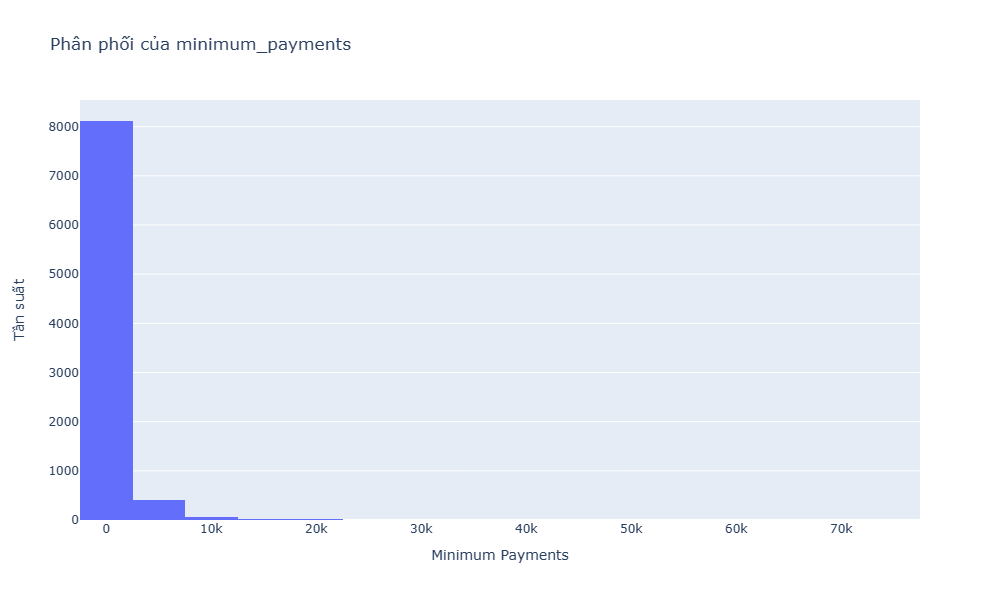 Phân phối của minimum_payments
8000
7000
6000
5000
4000
3000
2000
1000
0
Tần suất
0 10k 20k 30k 40k 50k 60k 70k
Minimum Payments